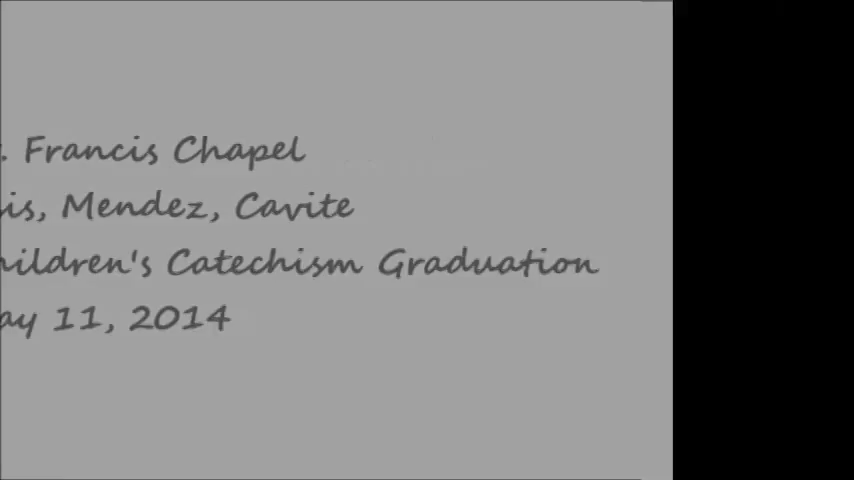 . Francis Chapel
is, Mendez, Cavite
hildren's Catechism Graduation
ay 11, 2014